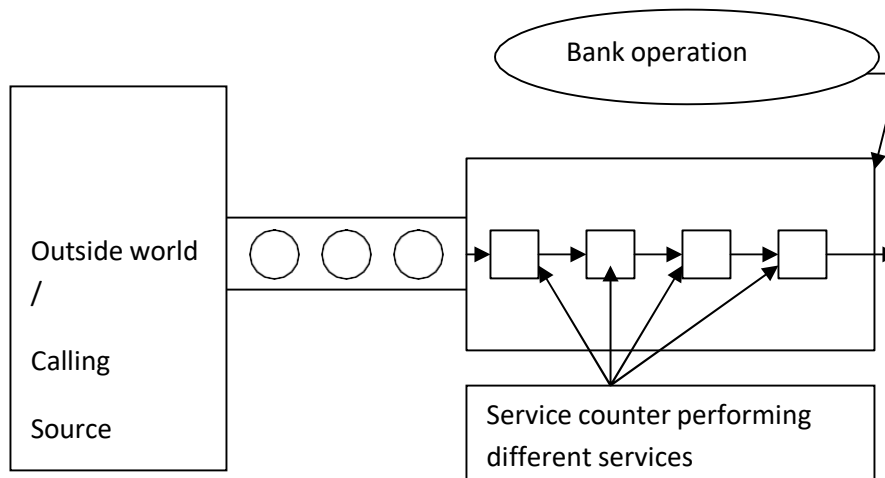 Bank operation
Outside world
/
Calling
Source
Service counter performing
different services